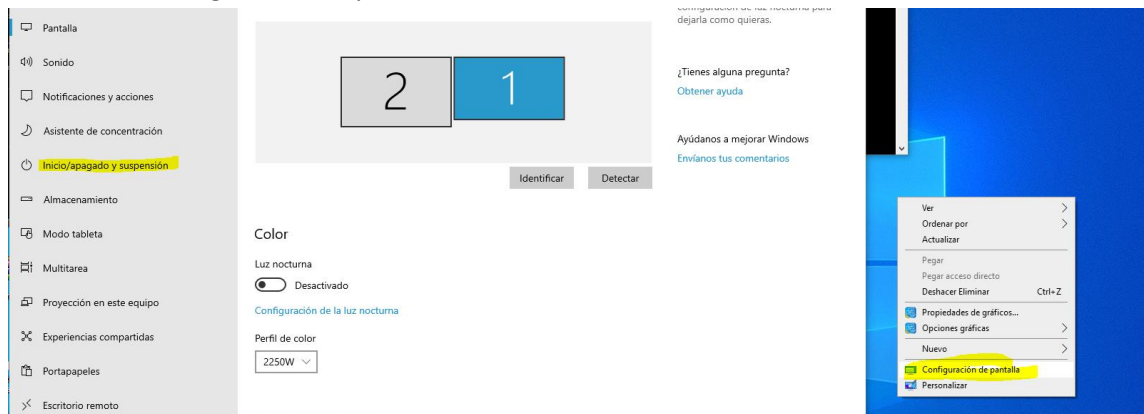 Pantalla
Sonido
Notificaciones y acciones
Asistente de concentración
Inicio/apagado y suspensión
Almacenamiento
Modo tableta
Multitarea
Proyección en este equipo
Experiencias compartidas
Portapapeles
Escritorio remoto
2
1
Identificar
Detectar
Color
Luz nocturna
Desactivado
Configuración de la luz nocturna
Perfil de color
2250W
configuración de luz nocturna para
dejarla como quieras.
¿Tienes alguna pregunta?
Obtener ayuda
Ayúdanos a mejorar Windows
Envíanos tus comentarios
Ver
Ordenar por
Actualizar
Pegar
Pegar acceso directo
Deshacer Eliminar Ctrl+Z
Propiedades de gráficos...
Opciones gráficas
Nuevo
Configuración de pantalla
Personalizar